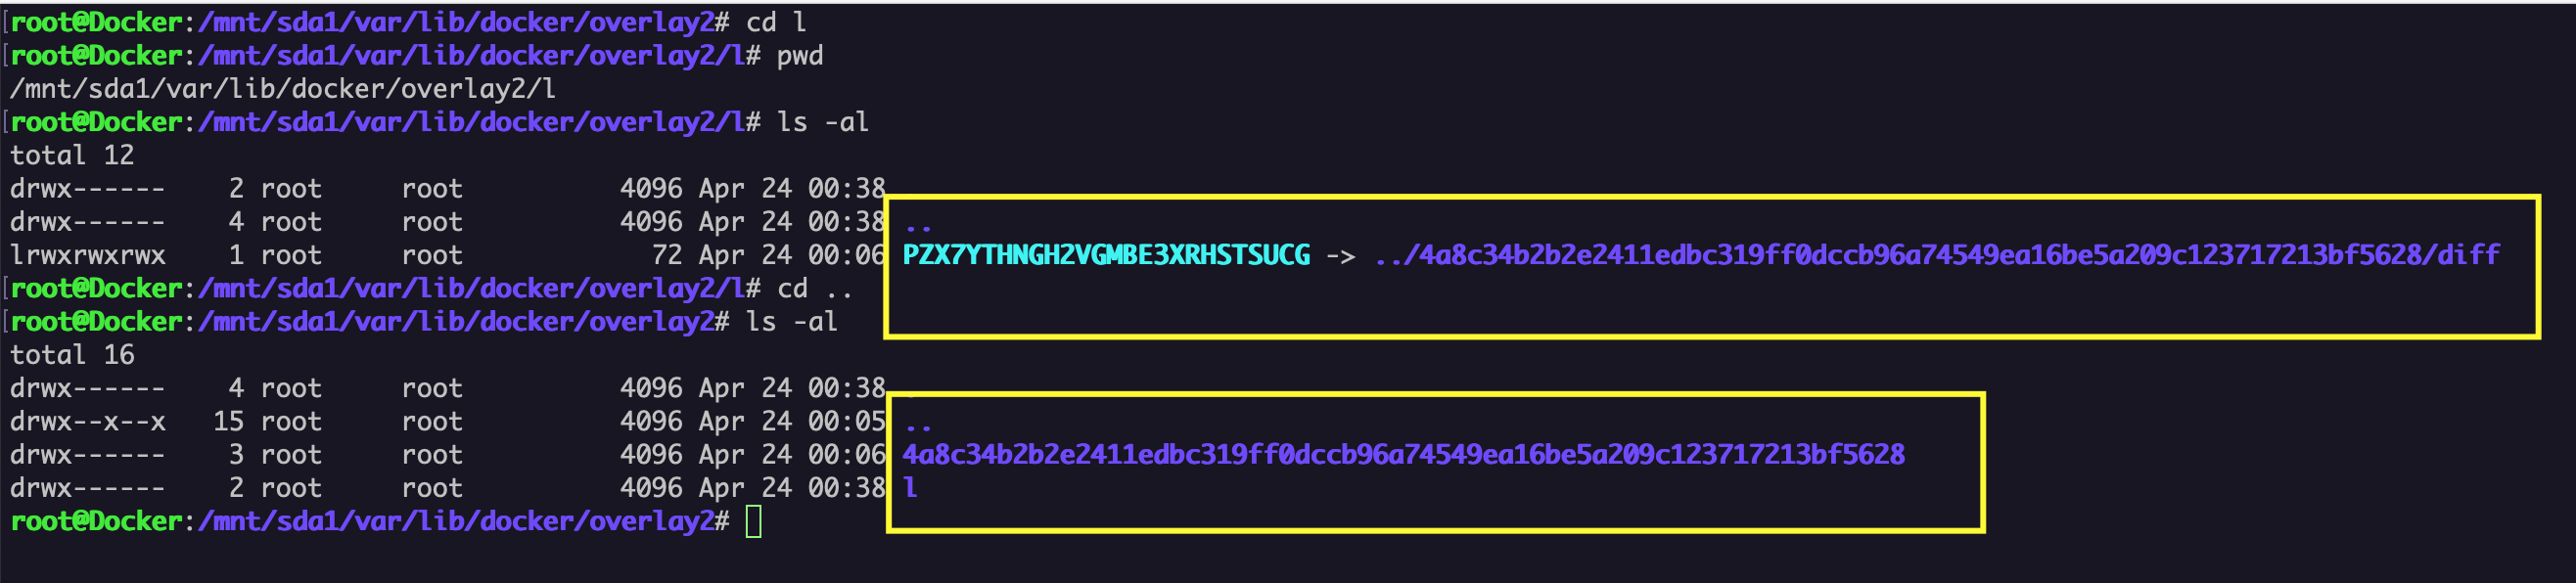 [root@Docker:/mnt/sda1/var/lib/docker/overlay2# cd l
[root@Docker:/mnt/sda1/var/lib/docker/overlay2/l# pwd
/mnt/sda1/var/lib/docker/overlay2/l
[root@Docker:/mnt/sda1/var/lib/docker/overlay2/l# ls -al
total 12
drwx------    2 root     root          4096 Apr 24 00:38
drwx------    4 root     root          4096 Apr 24 00:38 ..
lrwxrwxrwx    1 root     root            72 Apr 24 00:06 PZX7YTHNGH2VGMBE3XRHSTSUCG -> ../4a8c34b2b2e2411edbc319ff0dccb96a74549ea16be5a209c123717213bf5628/diff
[root@Docker:/mnt/sda1/var/lib/docker/overlay2/l# cd ..
[root@Docker:/mnt/sda1/var/lib/docker/overlay2# ls -al
total 16
drwx------    4 root     root          4096 Apr 24 00:38
drwx--x--x   15 root     root          4096 Apr 24 00:05 ..
drwx------    3 root     root          4096 Apr 24 00:06 4a8c34b2b2e2411edbc319ff0dccb96a74549ea16be5a209c123717213bf5628
drwx------    2 root     root          4096 Apr 24 00:38 l
root@Docker:/mnt/sda1/var/lib/docker/overlay2#